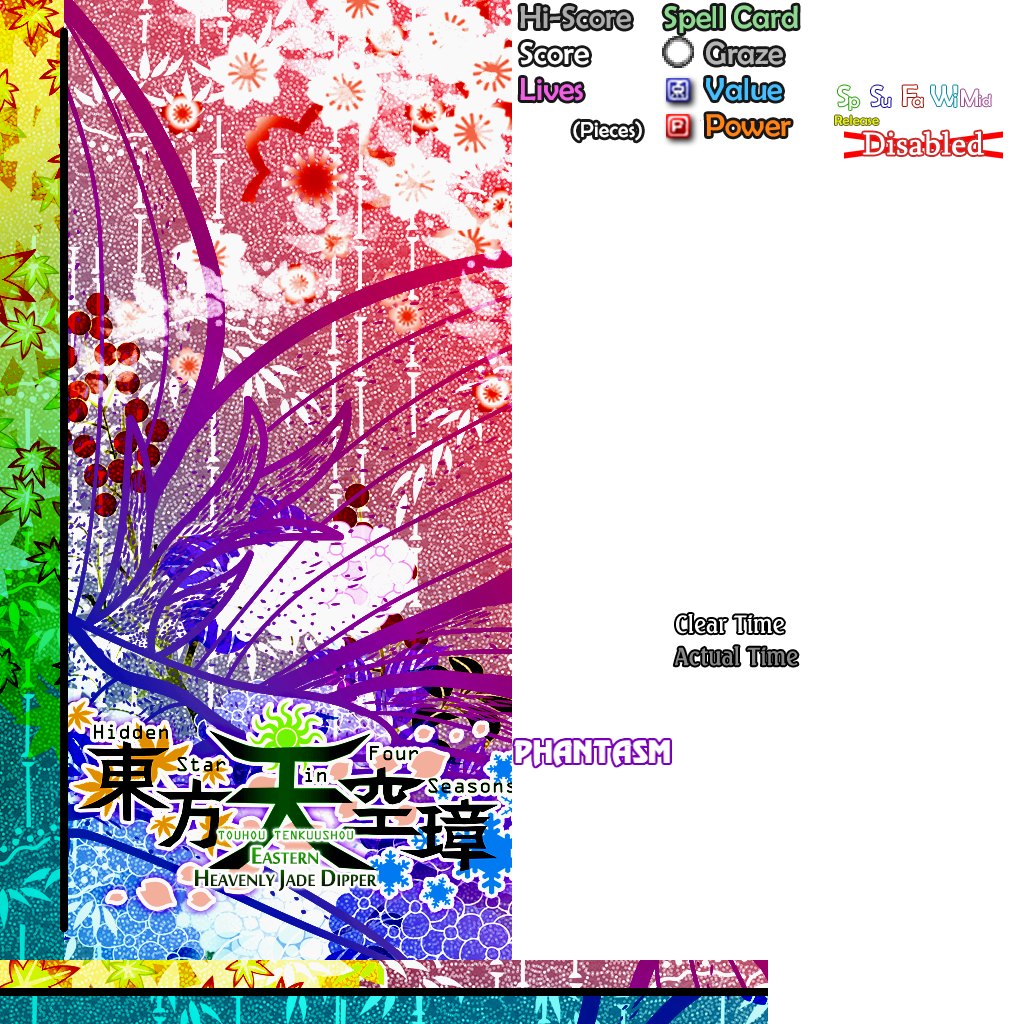 Hi-Score
Spell Card
Score
Graze
Lives
Value
(Pieces)
Power
Sp Su Fa Wi Mid
Release
Disabled
Clear Time
Actual Time
PHANTASM
Hidden
Star
in
Four
Seasons
東方天空璋
TOUHOU TENKUUSHOU
EASTERN
HEAVENLY JADE DIPPER